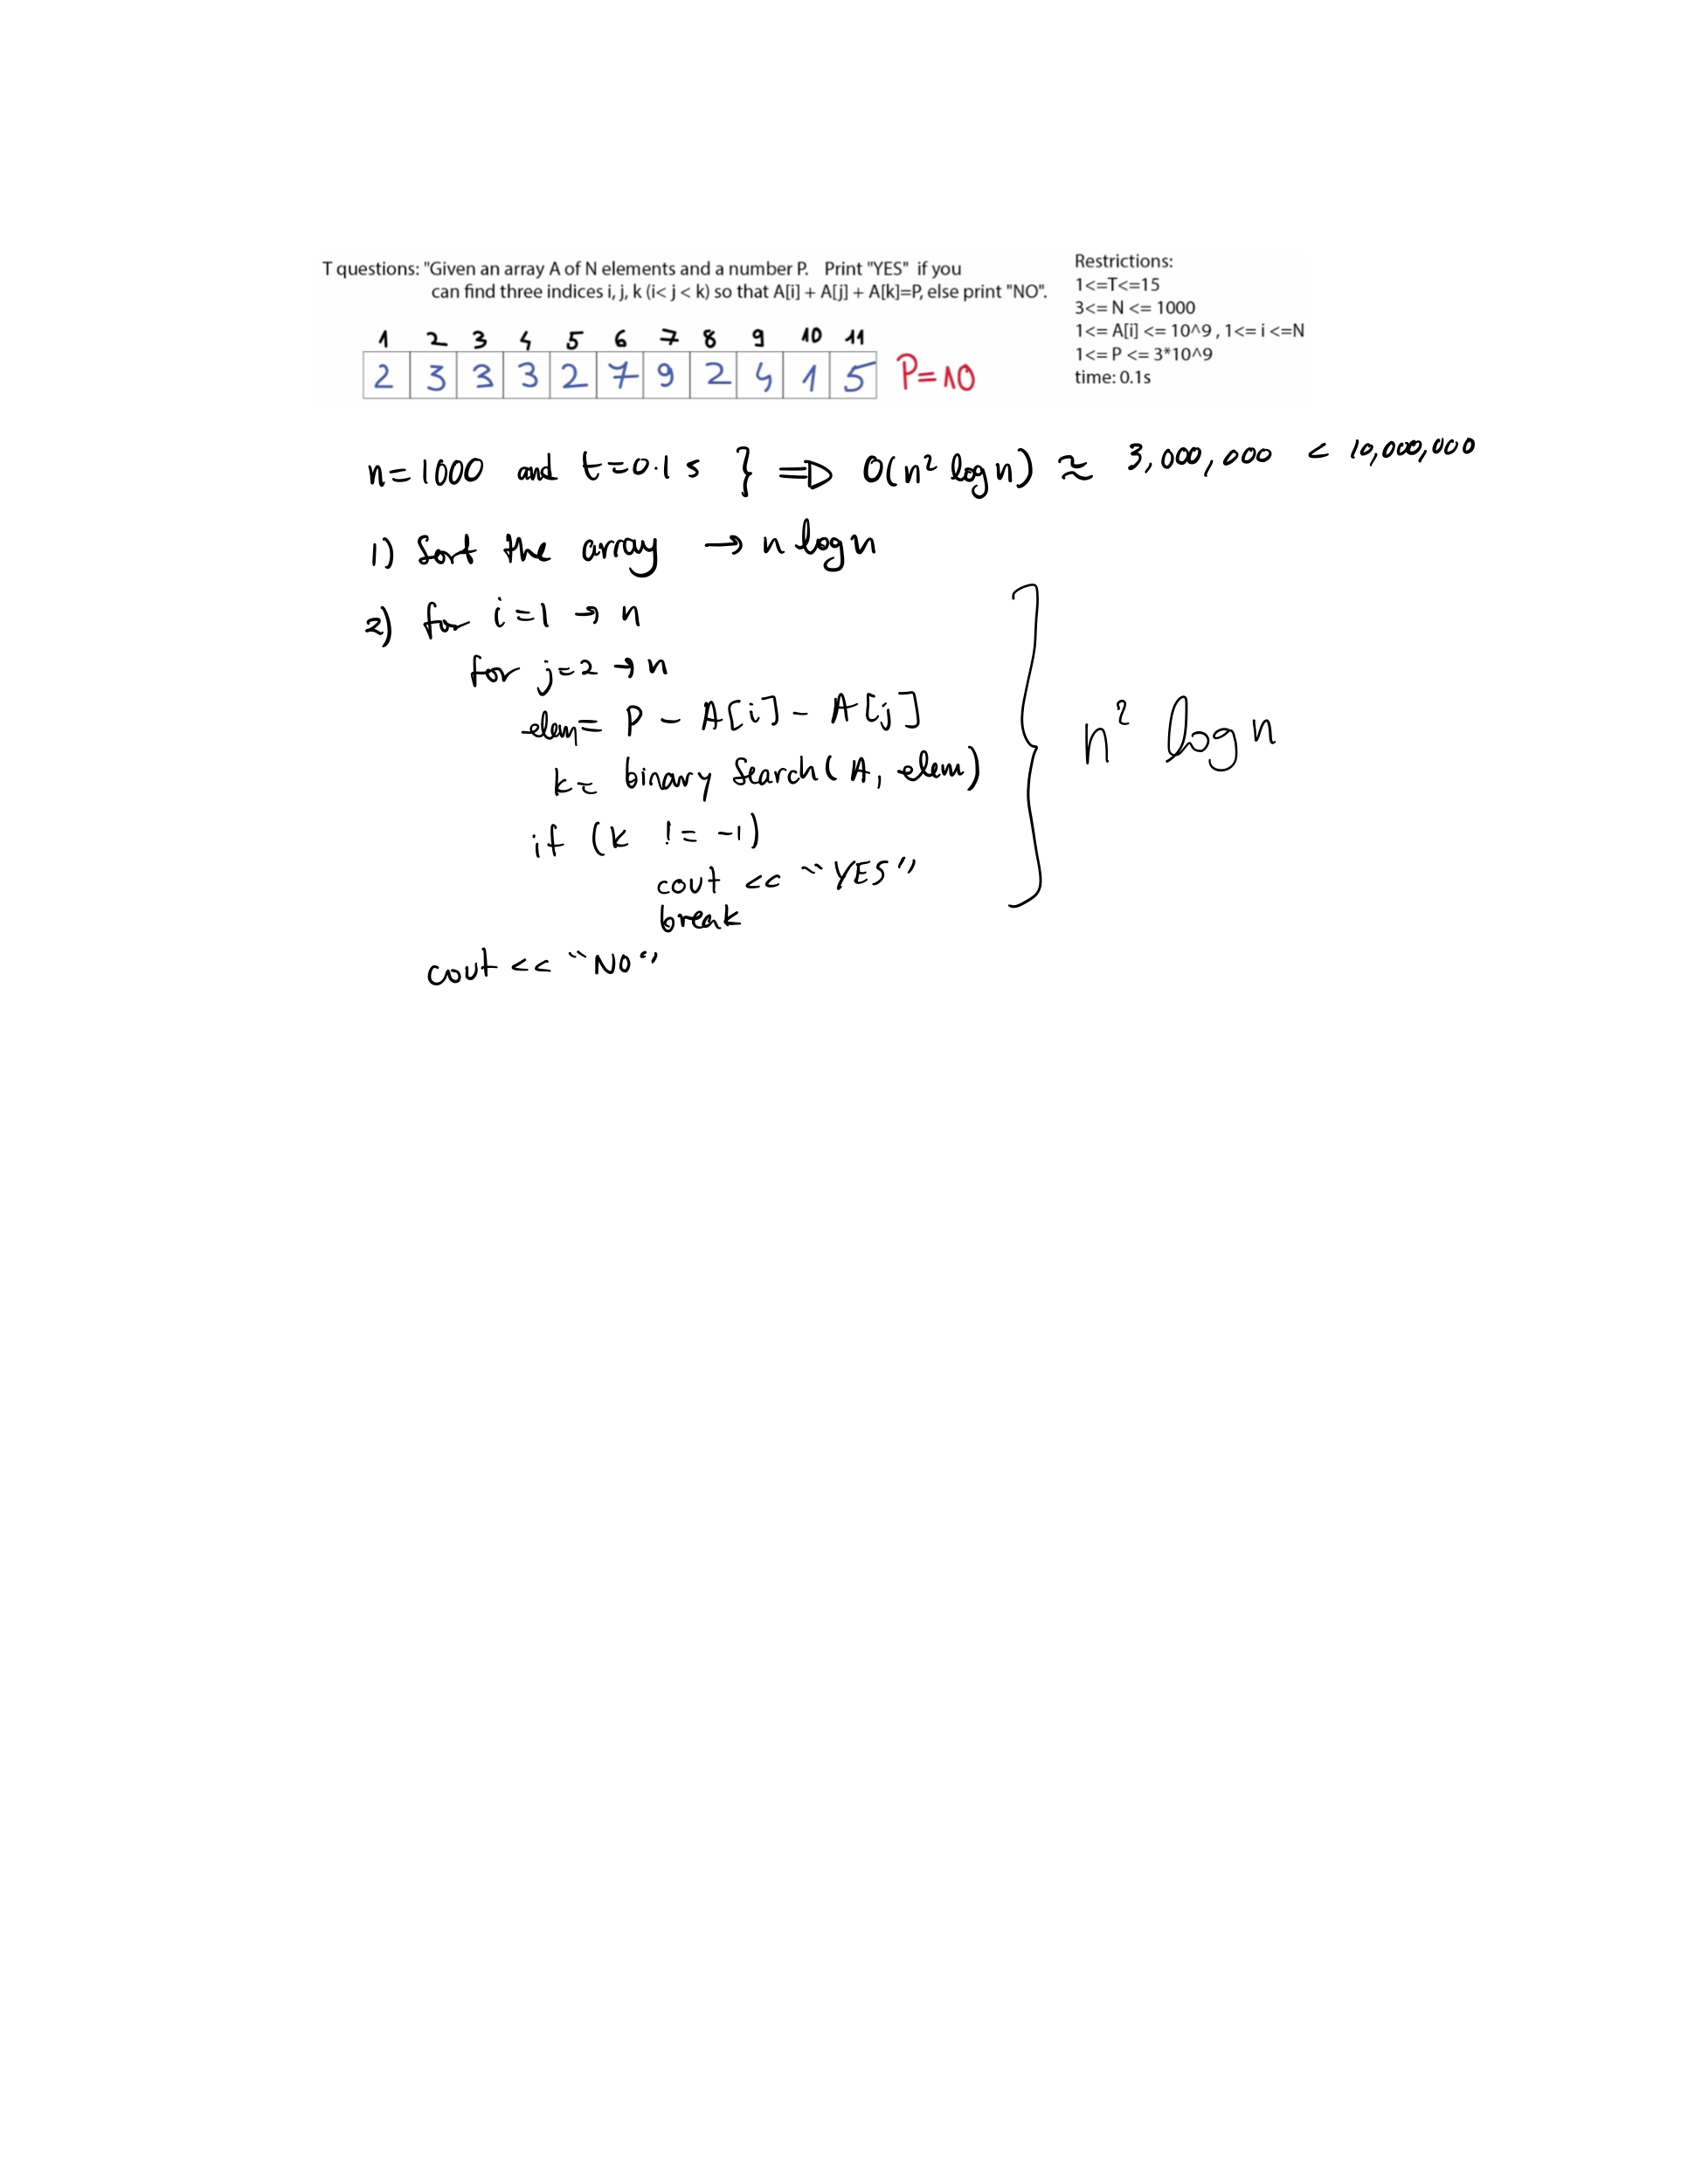 T questions: "Given an array A of N elements and a number P. Print "YES" if you
can find three indices i, j, k (i< j < k) so that A[i] + A[j] + A[k]=P, else print "NO".
Restrictions:
1<=T<=15
3<= N <= 1000
1<= A[i] <= 10^9 , 1<= i <=N
1<= P <= 3*10^9
time: 0.1s
1 2 3 4 5 6 7 8 9 10 11
2 3 3 3 2 7 9 2 4 1 5 P=10
n=1000 and t=0.1 s } => O(n² log n) ≈ 3,000,000 < 10,000,000
1) Sort the array → n log n
2) for i=1 → n
for j=2 → n
elem= P - A[i] - A[j]
k= binary Search( A, elem)
if (k != -1)
cout << "YES"
break
n² log n
cout << "NO"